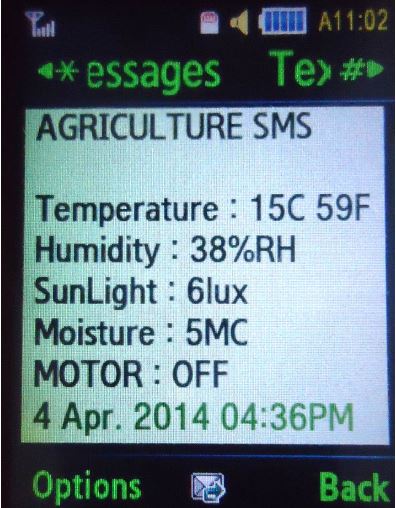 A11:02
◄* essages Te› #►
AGRICULTURE SMS
Temperature : 15C 59F
Humidity : 38%RH
SunLight : 6lux
Moisture : 5MC
MOTOR : OFF
4 Apr. 2014 04:36PM
Options Back